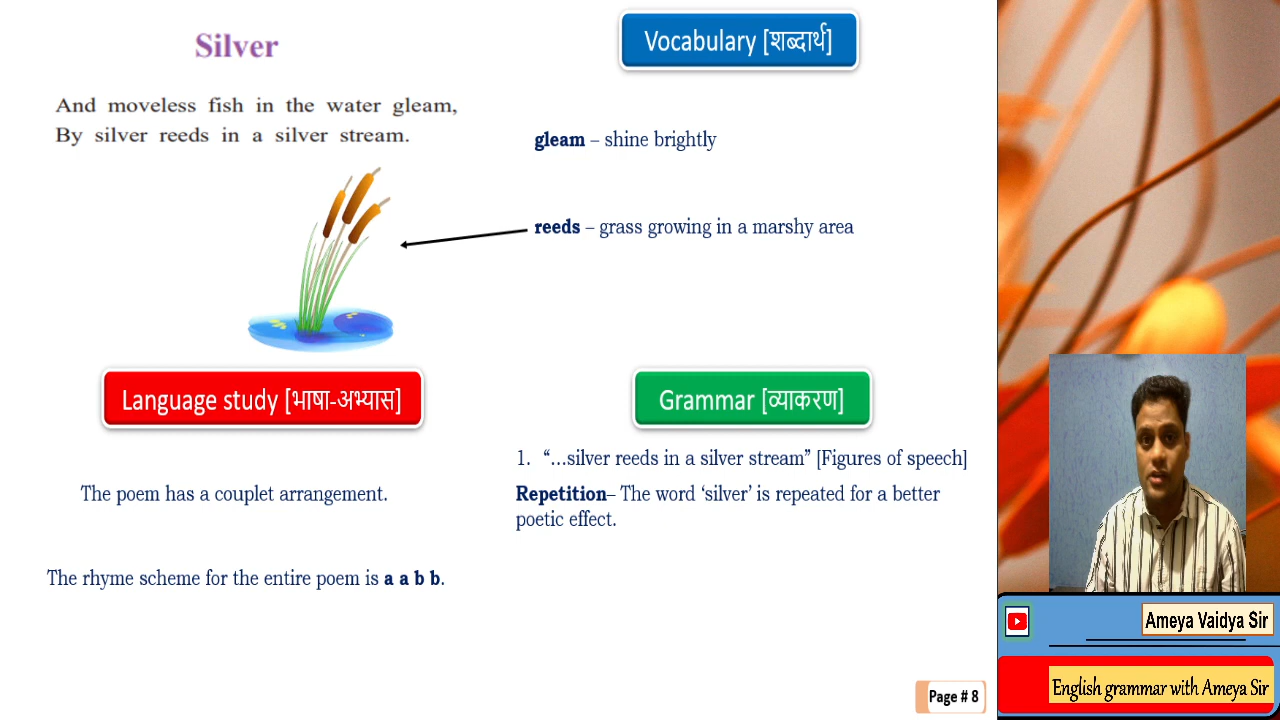 Silver
And moveless fish in the water gleam,
By silver reeds in a silver stream.
Vocabulary [शब्दार्थ]
gleam – shine brightly
reeds – grass growing in a marshy area
Language study [भाषा-अभ्यास]
The poem has a couplet arrangement.
The rhyme scheme for the entire poem is a a b b.
Grammar [व्याकरण]
1. “…silver reeds in a silver stream” [Figures of speech]
Repetition– The word ‘silver’ is repeated for a better
poetic effect.
Page # 8
Ameya Vaidya Sir
English grammar with Ameya Sir